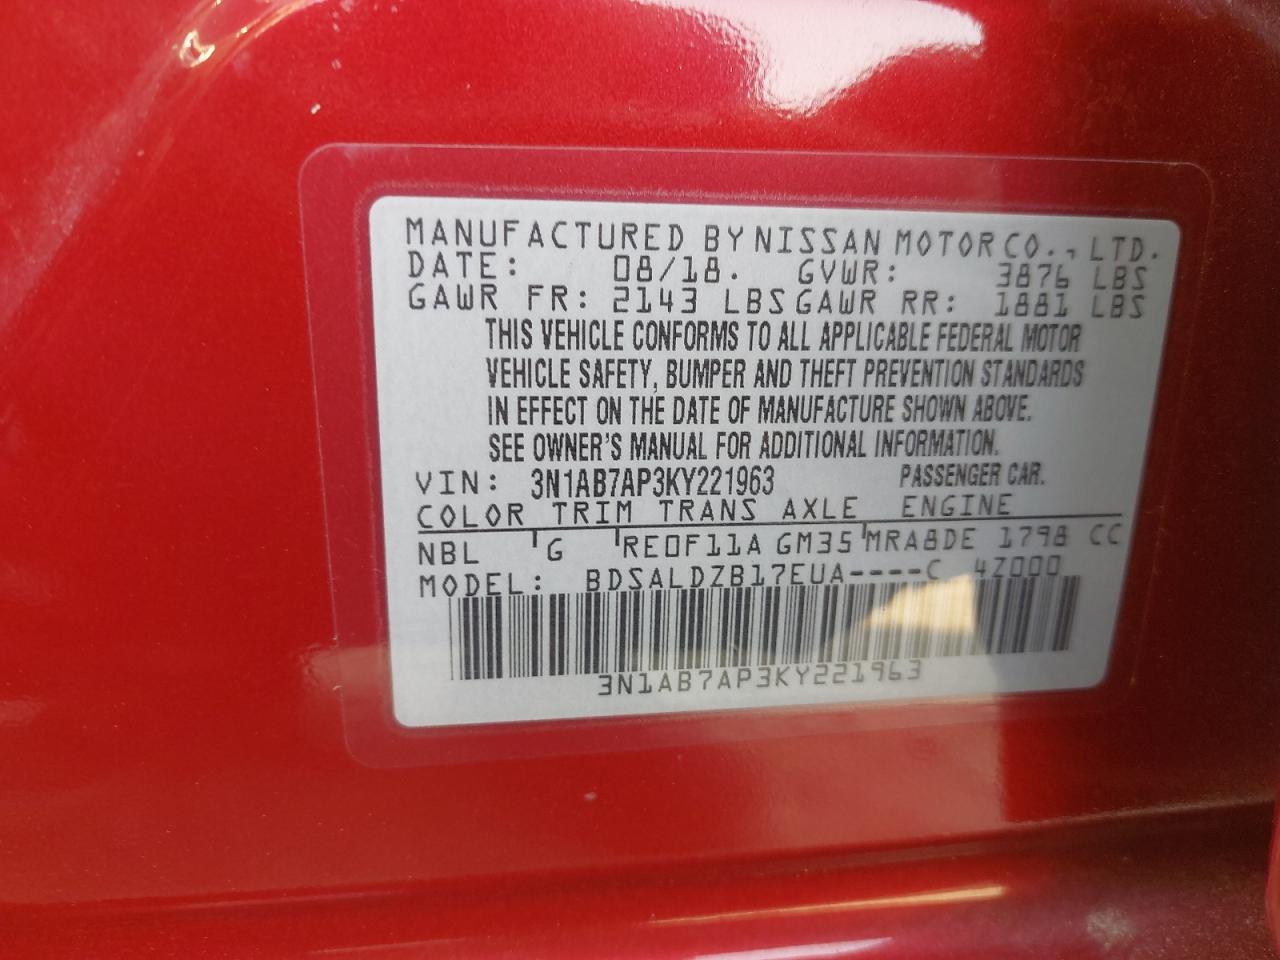 MANUFACTURED BY NISSAN MOTOR CO., LTD.
DATE: 08/18. GVWR: 3876 LBS
GAWR FR: 2143 LBS GAWR RR: 1881 LBS
THIS VEHICLE CONFORMS TO ALL APPLICABLE FEDERAL MOTOR
VEHICLE SAFETY, BUMPER AND THEFT PREVENTION STANDARDS
IN EFFECT ON THE DATE OF MANUFACTURE SHOWN ABOVE.
SEE OWNER'S MANUAL FOR ADDITIONAL INFORMATION.
VIN: 3N1AB7AP3KY221963 PASSENGER CAR.
COLOR TRIM TRANS AXLE ENGINE
NBL G RE0F11A GM35 MRA8DE 1798 CC
MODEL: BDSALDZB17EUA----C 4Z000
3N1AB7AP3KY221963